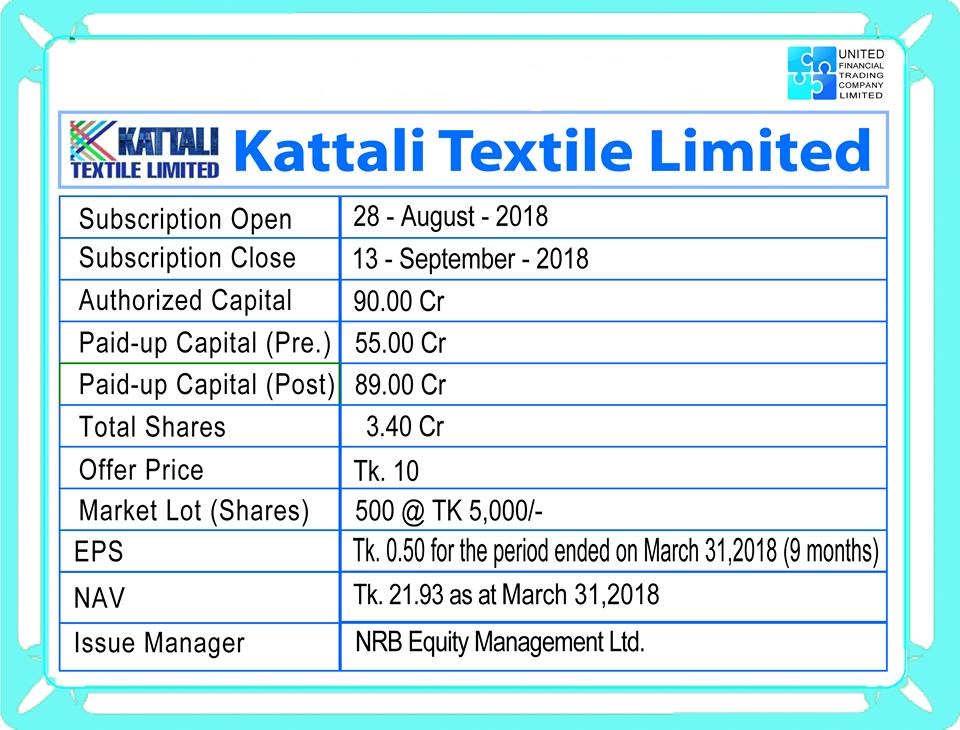 UNITED
FINANCIAL
TRADING
COMPANY
LIMITED
KATTALI
TEXTILE LIMITED
Kattali Textile Limited
Subscription Open 28 - August - 2018
Subscription Close 13 - September - 2018
Authorized Capital 90.00 Cr
Paid-up Capital (Pre.) 55.00 Cr
Paid-up Capital (Post) 89.00 Cr
Total Shares 3.40 Cr
Offer Price Tk. 10
Market Lot (Shares) 500 @ TK 5,000/-
EPS Tk. 0.50 for the period ended on March 31,2018 (9 months)
NAV Tk. 21.93 as at March 31,2018
Issue Manager NRB Equity Management Ltd.